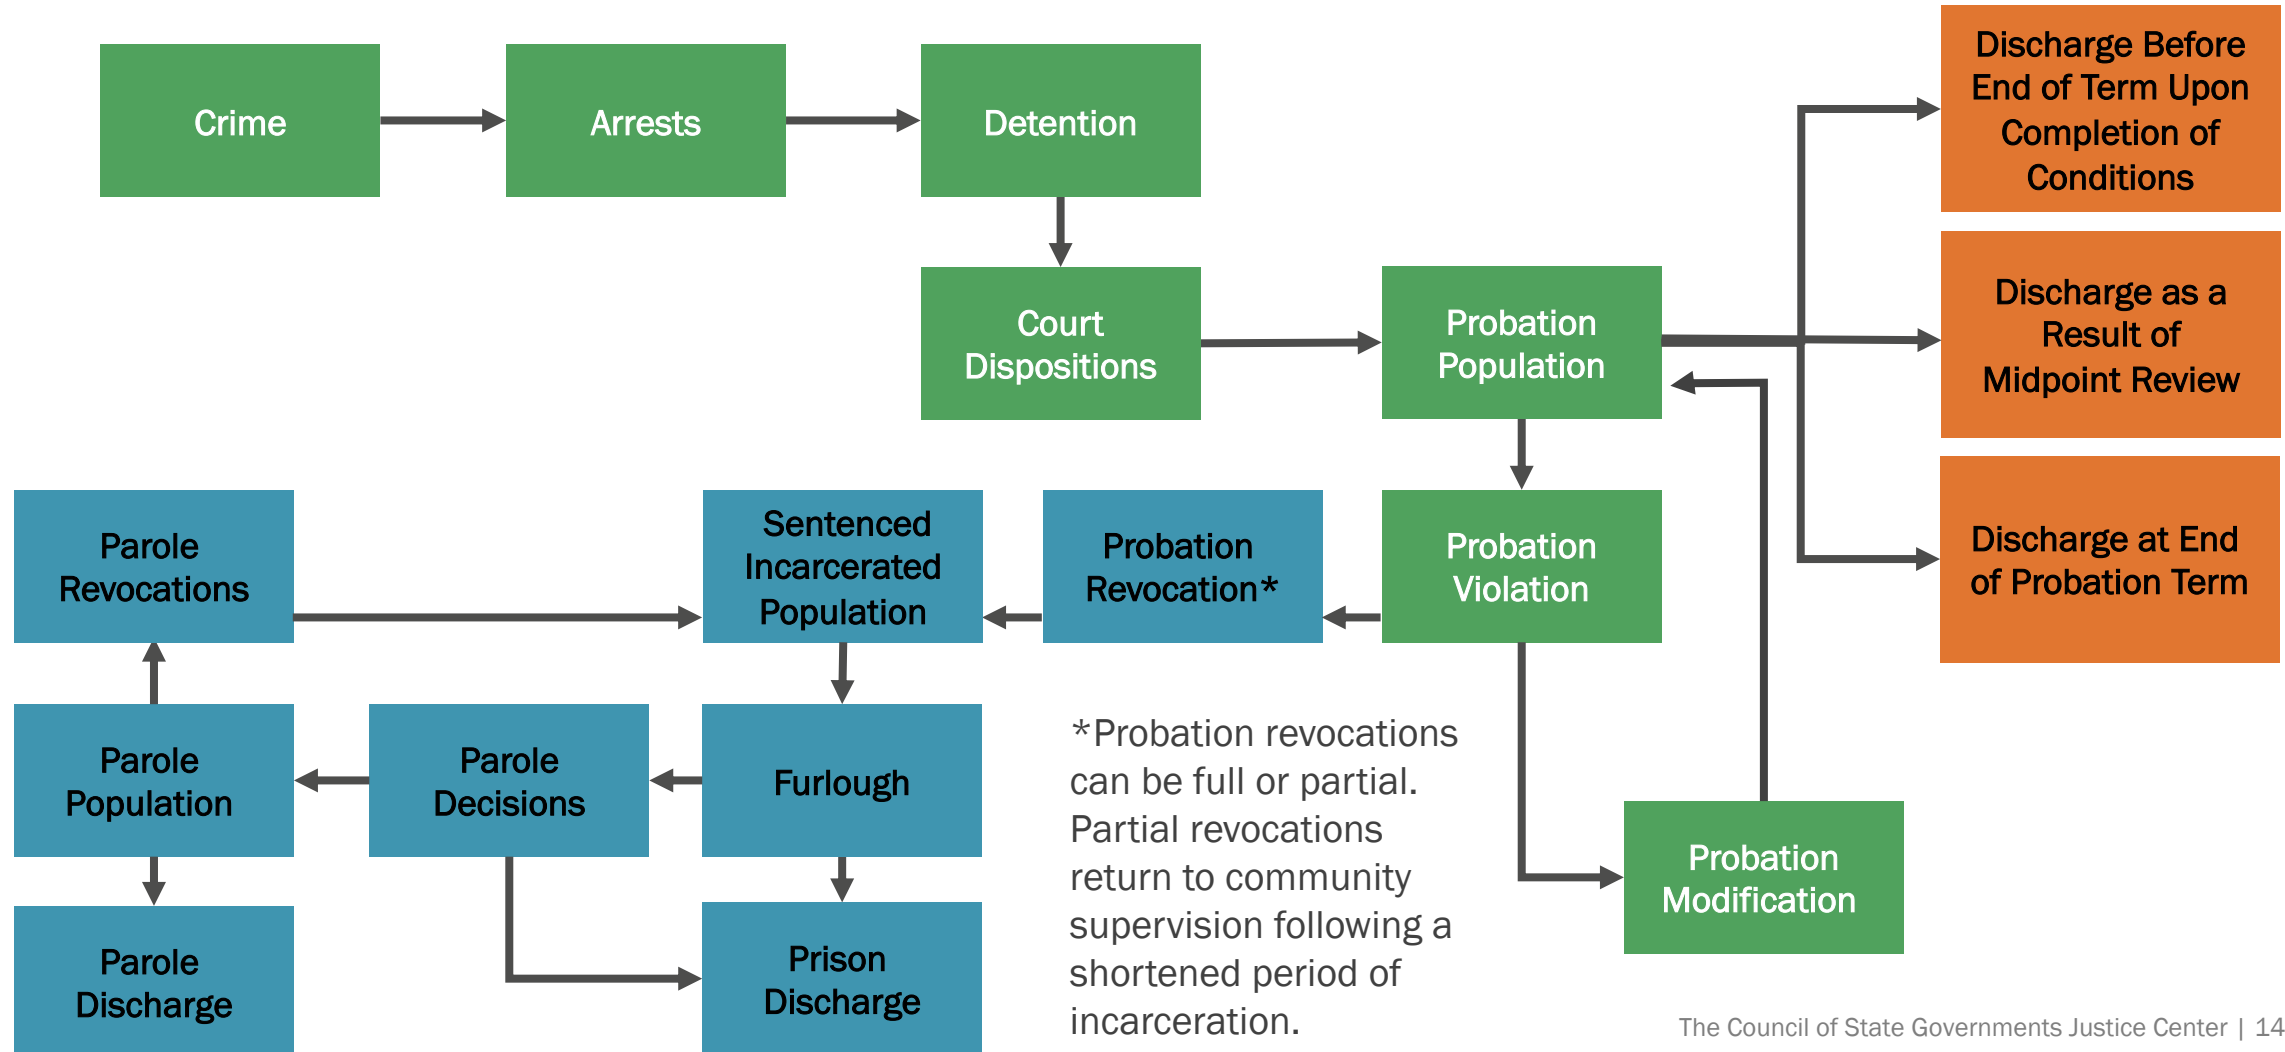 Crime
Arrests
Detention
Discharge Before
End of Term Upon
Completion of
Conditions
Court
Dispositions
Probation
Population
Discharge as a
Result of
Midpoint Review
Parole
Revocations
Sentenced
Incarcerated
Population
Probation
Revocation*
Probation
Violation
Discharge at End
of Probation Term
Parole
Population
Parole
Decisions
Furlough
*Probation revocations
can be full or partial.
Partial revocations
return to community
supervision following a
shortened period of
incarceration.
Probation
Modification
Parole
Discharge
Prison
Discharge
The Council of State Governments Justice Center | 14